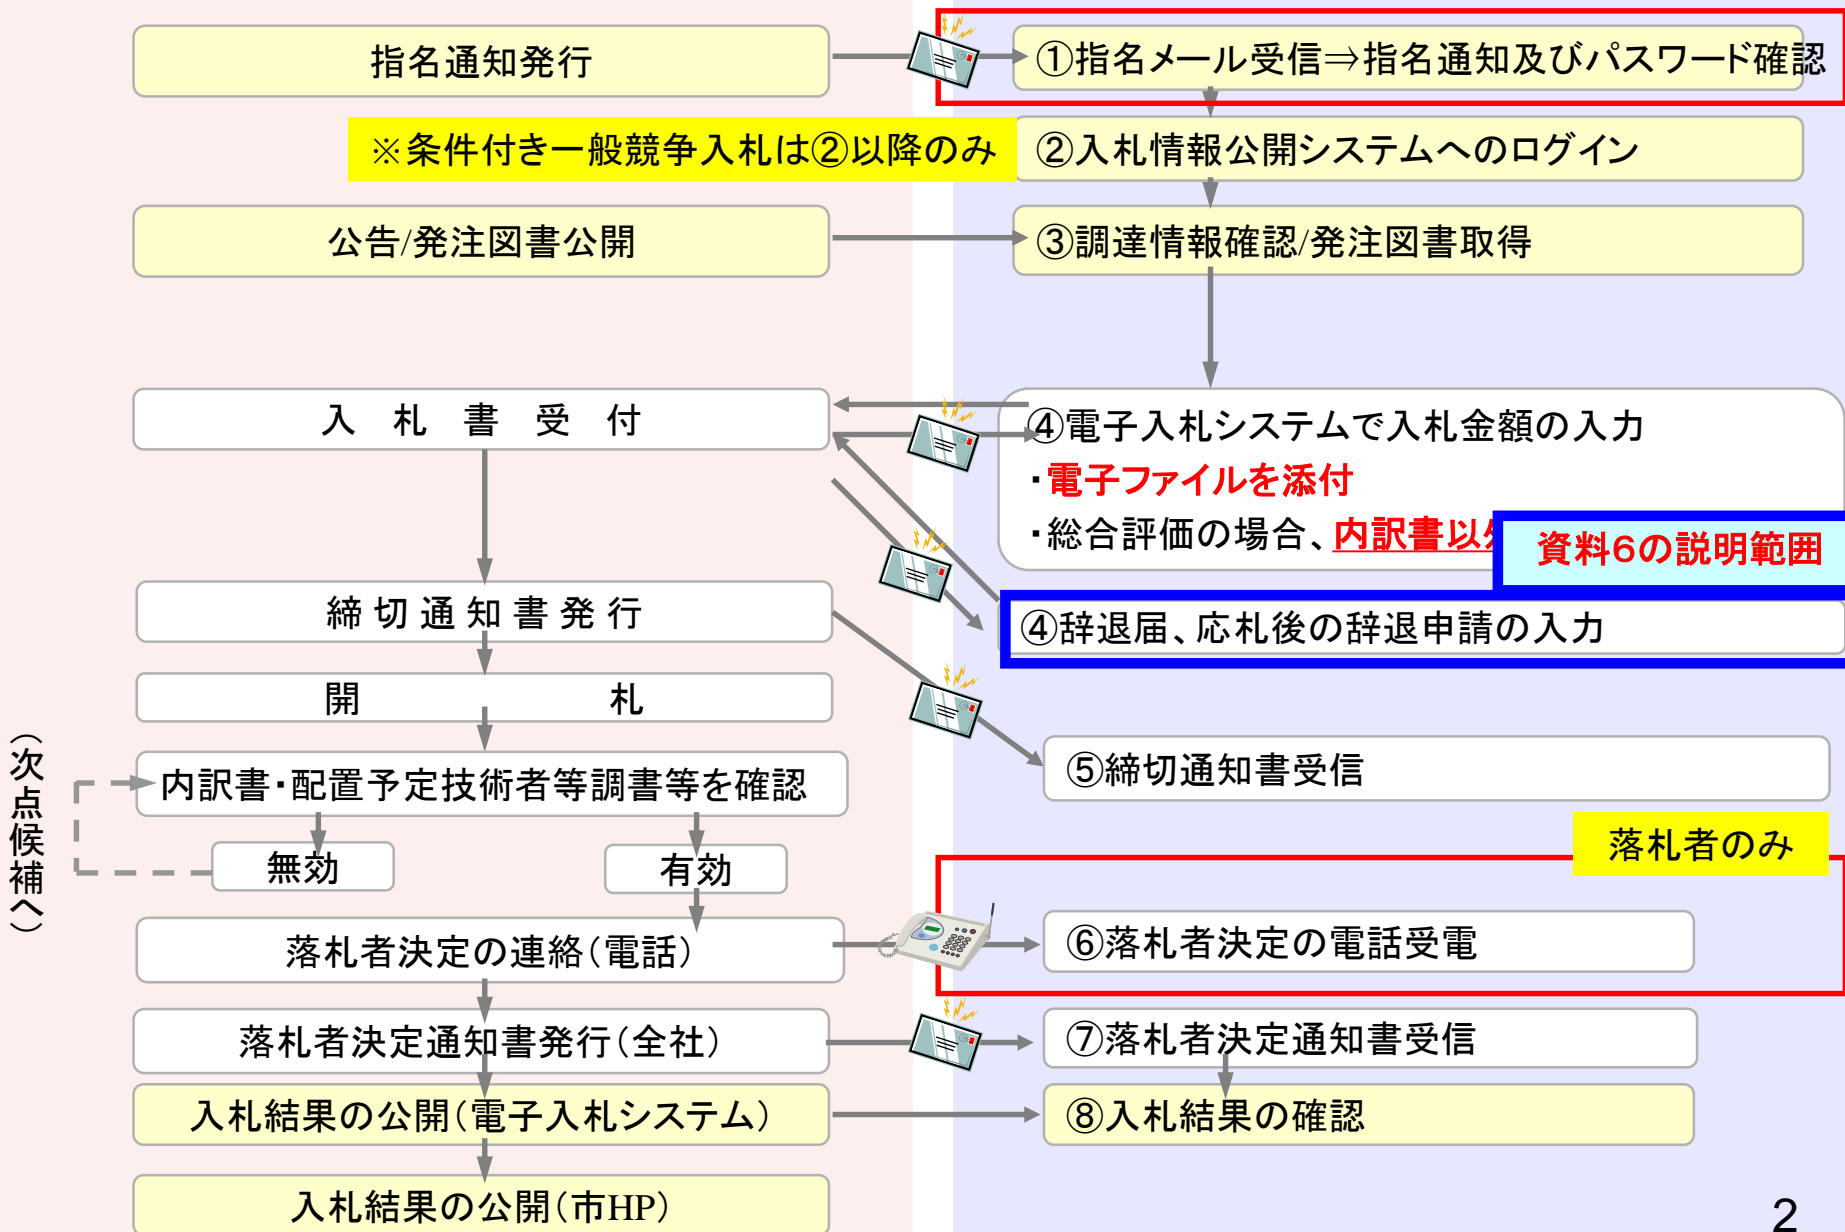 指名通知発行
①指名メール受信⇒指名通知及びパスワード確認
※条件付き一般競争入札は②以降のみ
②入札情報公開システムへのログイン
公告/発注図書公開
③調達情報確認/発注図書取得
入　札　書　受　付
④電子入札システムで入札金額の入力
・電子ファイルを添付
・総合評価の場合、内訳書以
資料6の説明範囲
締 切 通 知 書 発 行
④辞退届、応札後の辞退申請の入力
開　　　　　　　札
⑤締切通知書受信
内訳書・配置予定技術者等調書等を確認
（次点候補へ）
無効
有効
落札者のみ
落札者決定の連絡（電話）
⑥落札者決定の電話受電
落札者決定通知書発行（全社）
⑦落札者決定通知書受信
入札結果の公開（電子入札システム）
⑧入札結果の確認
入札結果の公開（市HP）
2